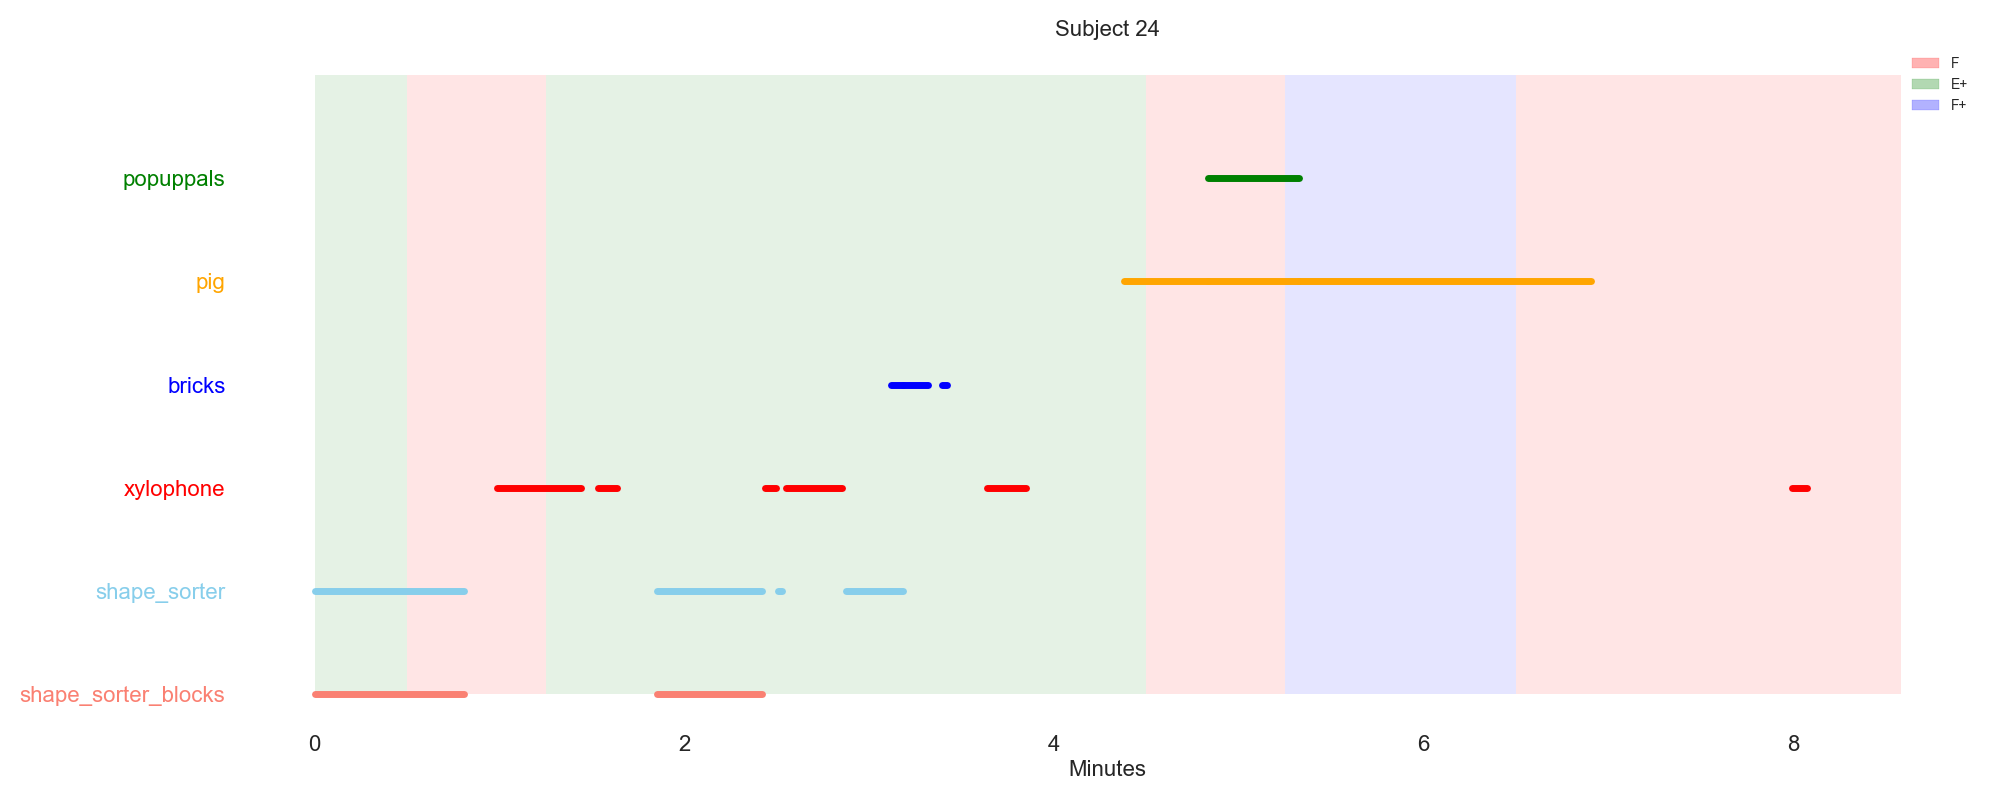 Subject 24
F
E+
F+
popuppals
pig
bricks
xylophone
shape_sorter
shape_sorter_blocks
0 2 4 6 8
Minutes